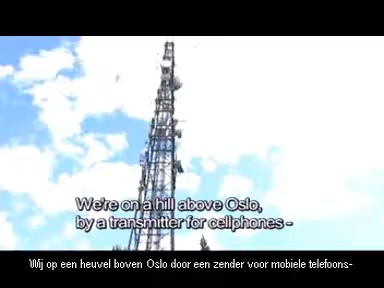 We're on a hill above Oslo,
by a transmitter for cellphones -
Wij op een heuvel boven Oslo door een zender voor mobiele telefoons-